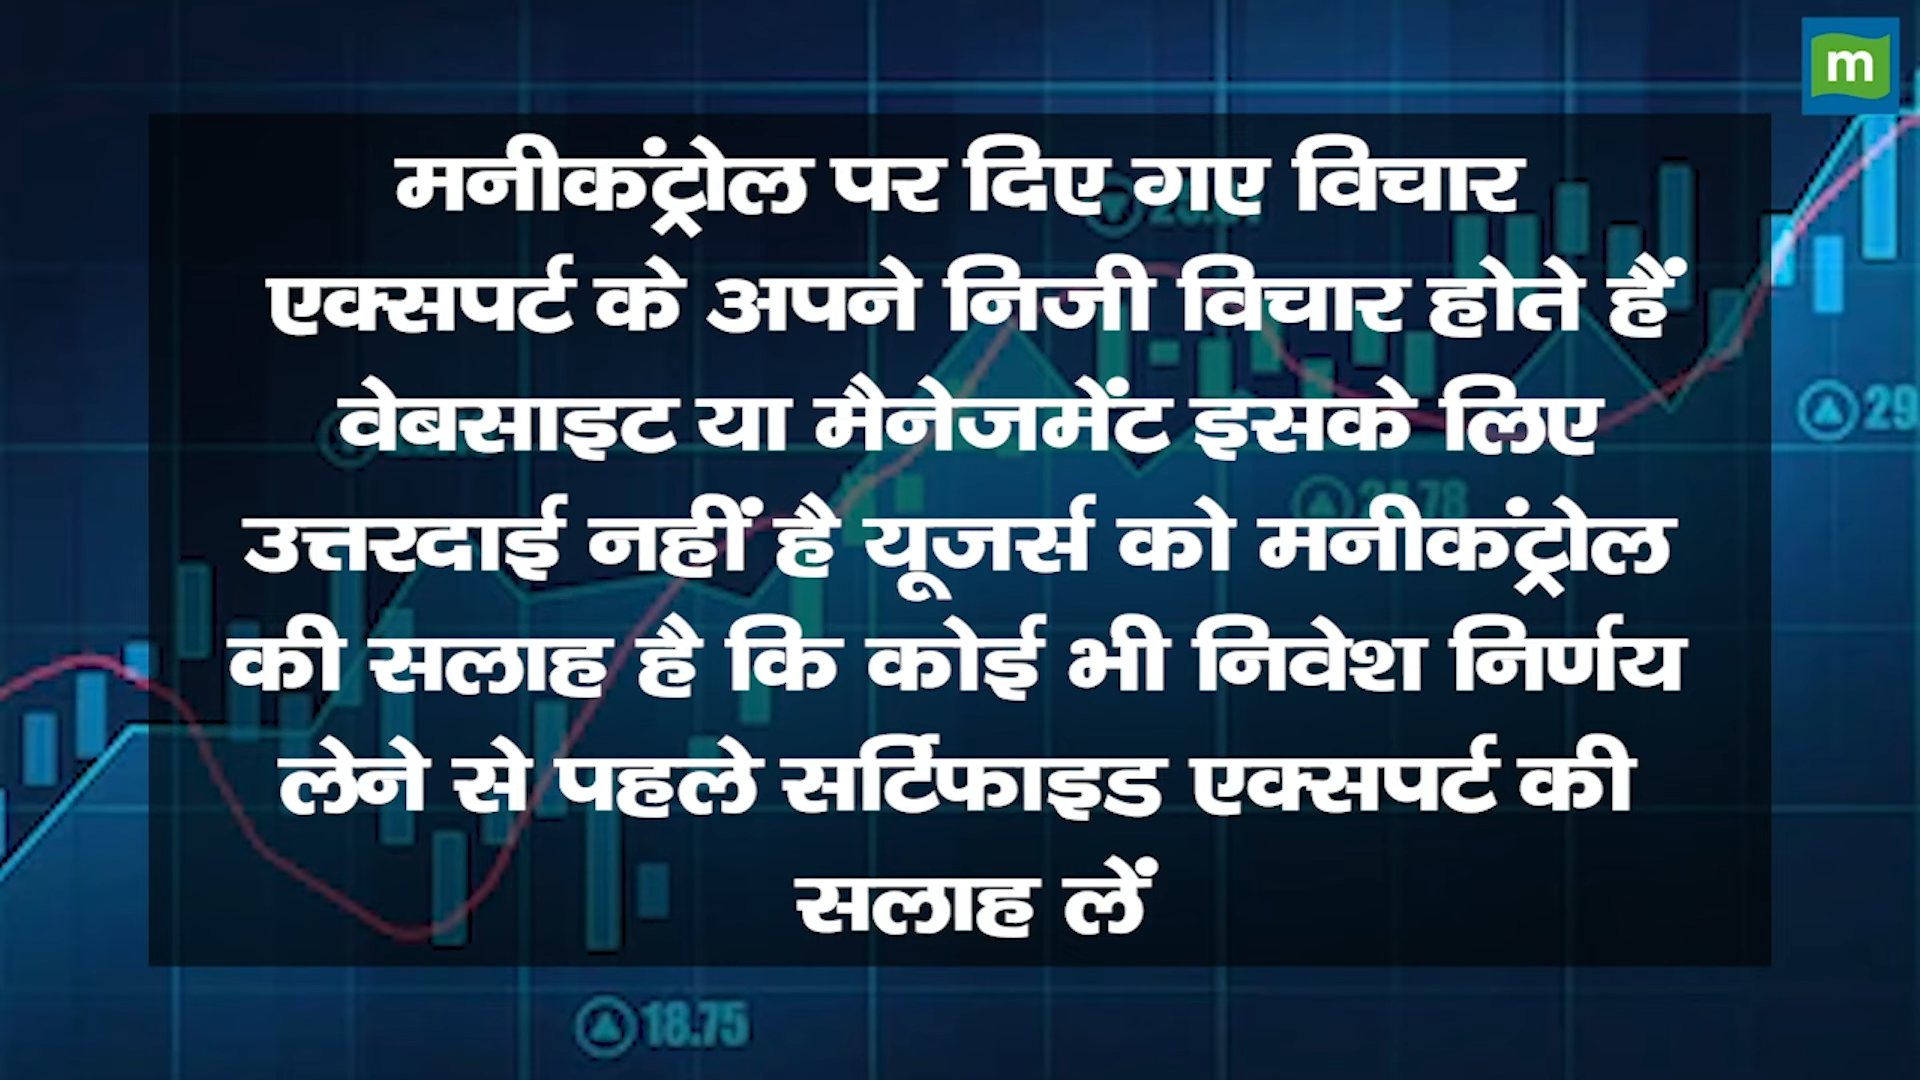 m
मनीकंट्रोल पर दिए गए विचार
एक्सपर्ट के अपने निजी विचार होते हैं
वेबसाइट या मैनेजमेंट इसके लिए
उत्तरदाई नहीं है यूजर्स को मनीकंट्रोल
की सलाह है कि कोई भी निवेश निर्णय
लेने से पहले सर्टिफाइड एक्सपर्ट की
सलाह लें
29
18.75